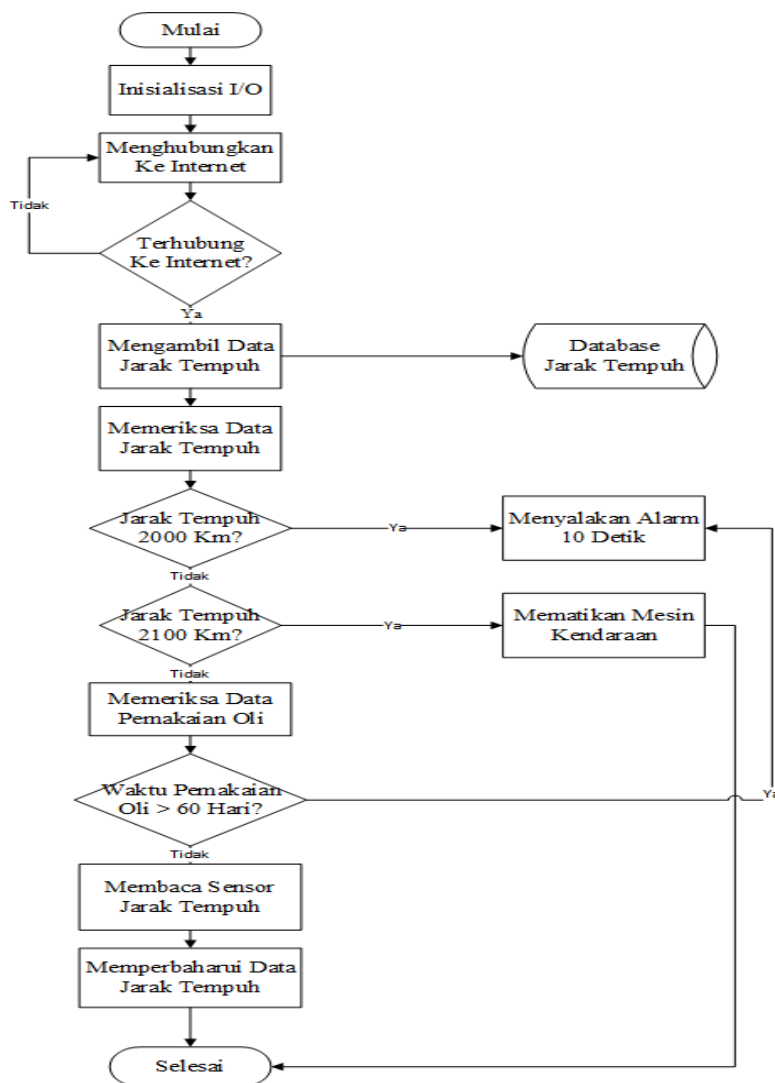 Mulai
Inisialisasi I/O
Menghubungkan
Ke Internet
Tidak
Terhubung
Ke Internet?
Ya
Mengambil Data
Jarak Tempuh
Database
Jarak Tempuh
Memeriksa Data
Jarak Tempuh
Jarak Tempuh
2000 Km?
Ya
Menyalakan Alarm
10 Detik
Tidak
Jarak Tempuh
2100 Km?
Ya
Mematikan Mesin
Kendaraan
Tidak
Memeriksa Data
Pemakaian Oli
Waktu Pemakaian
Oli > 60 Hari?
Ya
Tidak
Membaca Sensor
Jarak Tempuh
Memperbaharui Data
Jarak Tempuh
Selesai